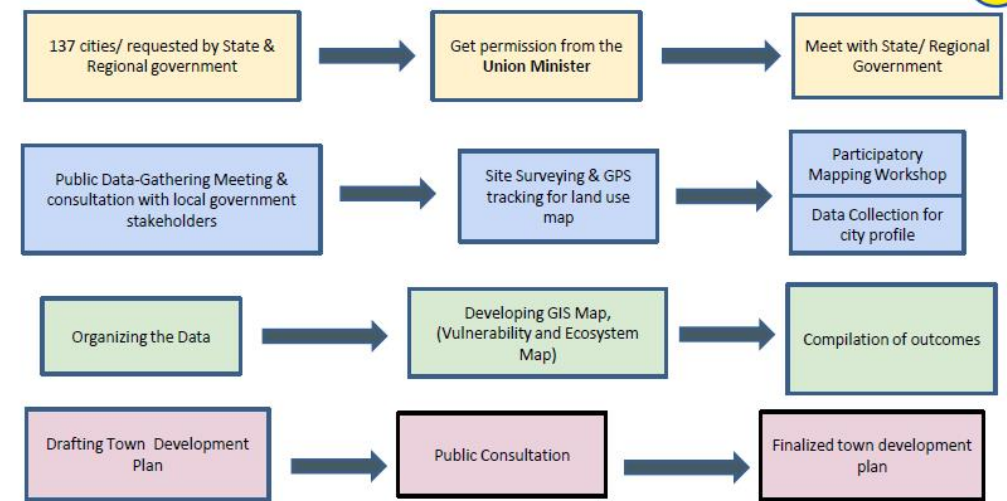 137 cities/ requested by State &
Regional government
Get permission from the
Union Minister
Meet with State/ Regional
Government
Public Data-Gathering Meeting &
consultation with local government
stakeholders
Site Surveying & GPS
tracking for land use
map
Participatory
Mapping Workshop
Data Collection for
city profile
Organizing the Data
Developing GIS Map,
(Vulnerability and Ecosystem
Map)
Compilation of outcomes
Drafting Town Development
Plan
Public Consultation
Finalized town development
plan